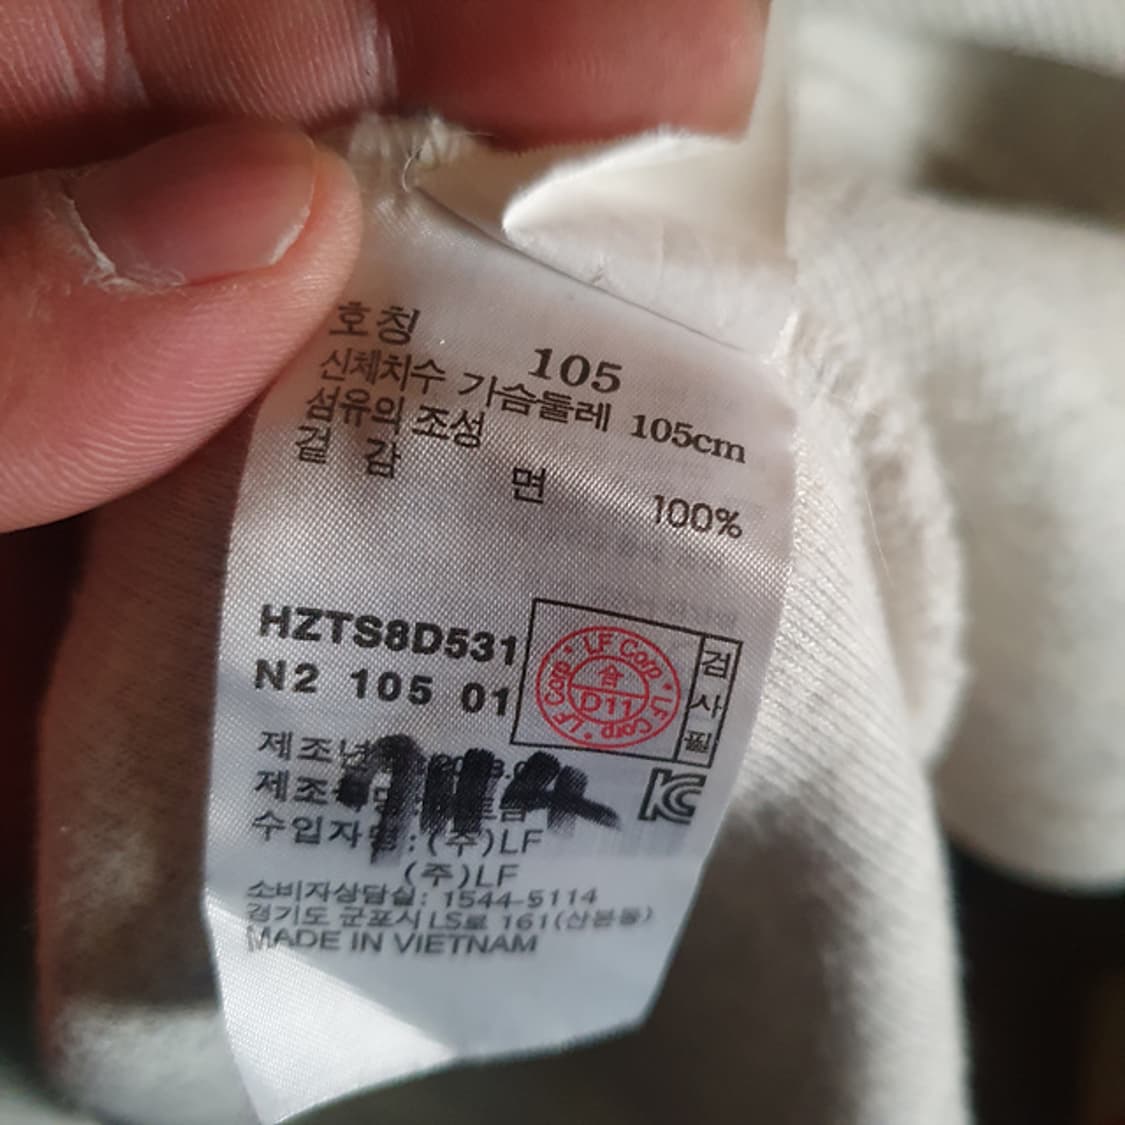 호칭 105
신체치수 가슴둘레 105cm
섬유의 조성
겉 감 면 100%
HZTS8D531
N2 105 01
LF Corp · LF Corp · LF Corp
合
D11
검사필
제조년
제조
수입자명:(주)LF
(주)LF
소비자상담실: 1544-5114
경기도 군포시 LS로 161(산본동)
MADE IN VIETNAM